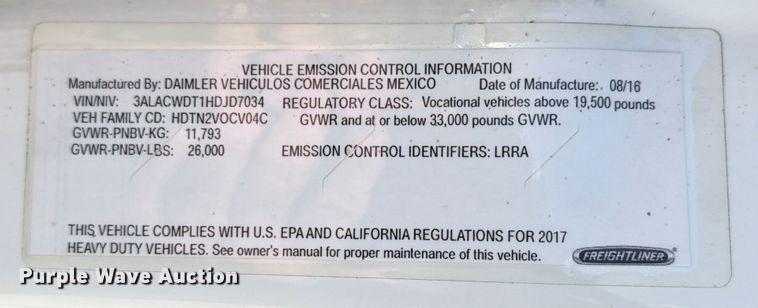 VEHICLE EMISSION CONTROL INFORMATION
Manufactured By: DAIMLER VEHICULOS COMERCIALES MEXICO Date of Manufacture: 08/16
VIN/NIV: 3ALACWDT1HDJD7034 REGULATORY CLASS: Vocational vehicles above 19,500 pounds
VEH FAMILY CD: HDTN2VOCV04C GVWR and at or below 33,000 pounds GVWR.
GVWR-PNBV-KG: 11,793
GVWR-PNBV-LBS: 26,000 EMISSION CONTROL IDENTIFIERS: LRRA
THIS VEHICLE COMPLIES WITH U.S. EPA AND CALIFORNIA REGULATIONS FOR 2017
HEAVY DUTY VEHICLES. See owner's manual for proper maintenance of this vehicle.
FREIGHTLINER
Purple Wave Auction